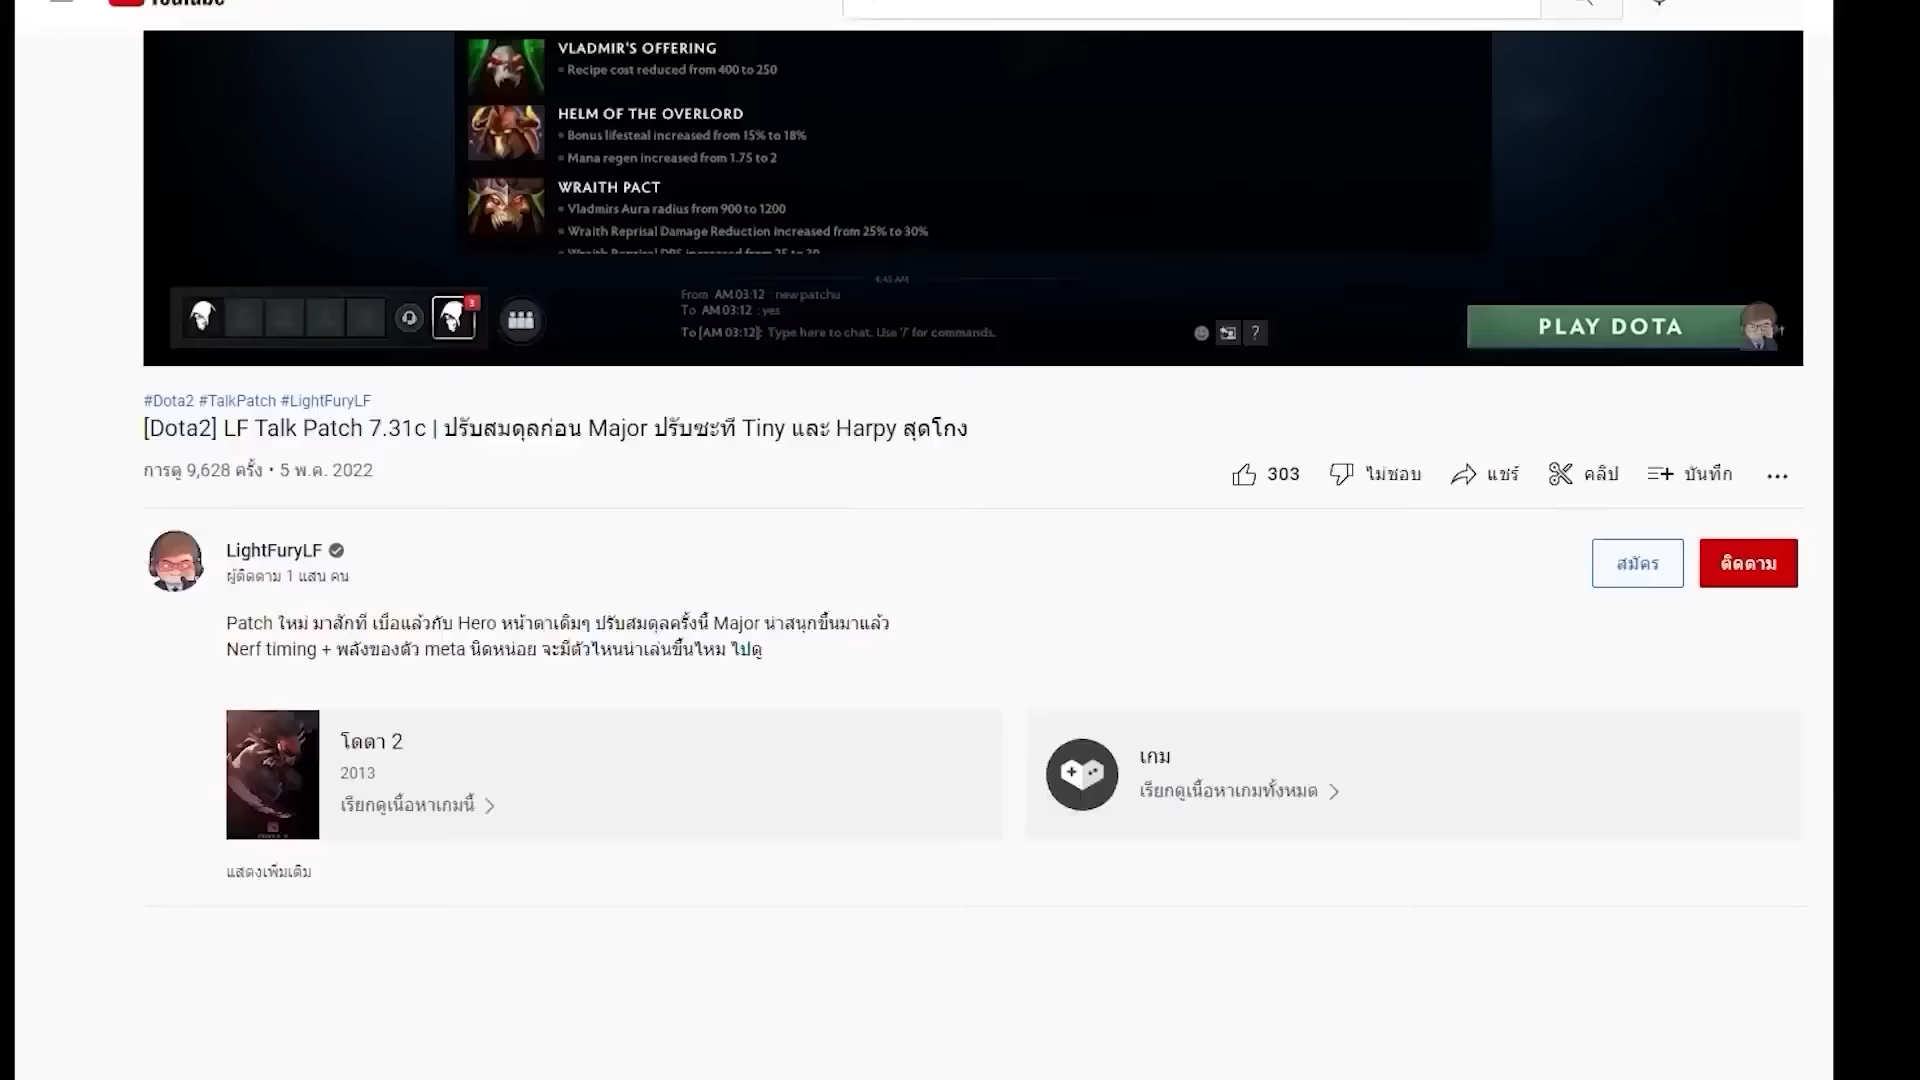 YouTube
VLADMIR'S OFFERING
Recipe cost reduced from 400 to 250
HELM OF THE OVERLORD
Bonus lifesteal increased from 15% to 18%
Mana regen increased from 1.75 to 2
WRAITH PACT
Vladmirs Aura radius from 900 to 1200
Wraith Reprisal Damage Reduction increased from 25% to 30%
Wraith Reprisal DPS increased from 25 to 30
4:45 AM
From AM 03:12 : new patchu
To AM 03:12 : yes
To [AM 03:12]: Type here to chat. Use '/' for commands.
?
3
PLAY DOTA
#Dota2 #TalkPatch #LightFuryLF
[Dota2] LF Talk Patch 7.31c | ปรับสมดุลก่อน Major ปรับซะที Tiny และ Harpy สุดโกง
การดู 9,628 ครั้ง • 5 พ.ค. 2022
303 ไม่ชอบ แชร์ คลิป บันทึก ...
LightFuryLF
ผู้ติดตาม 1 แสน คน
สมัคร ติดตาม
Patch ใหม่ มาสักที เบื่อแล้วกับ Hero หน้าตาเดิมๆ ปรับสมดุลครั้งนี้ Major น่าสนุกขึ้นมาแล้ว
Nerf timing + พลังของตัว meta นิดหน่อย จะมีตัวไหนน่าเล่นขึ้นไหม ไปดู
โดตา 2
2013
เรียกดูเนื้อหาเกมนี้
เกม
เรียกดูเนื้อหาเกมทั้งหมด
แสดงเพิ่มเติม